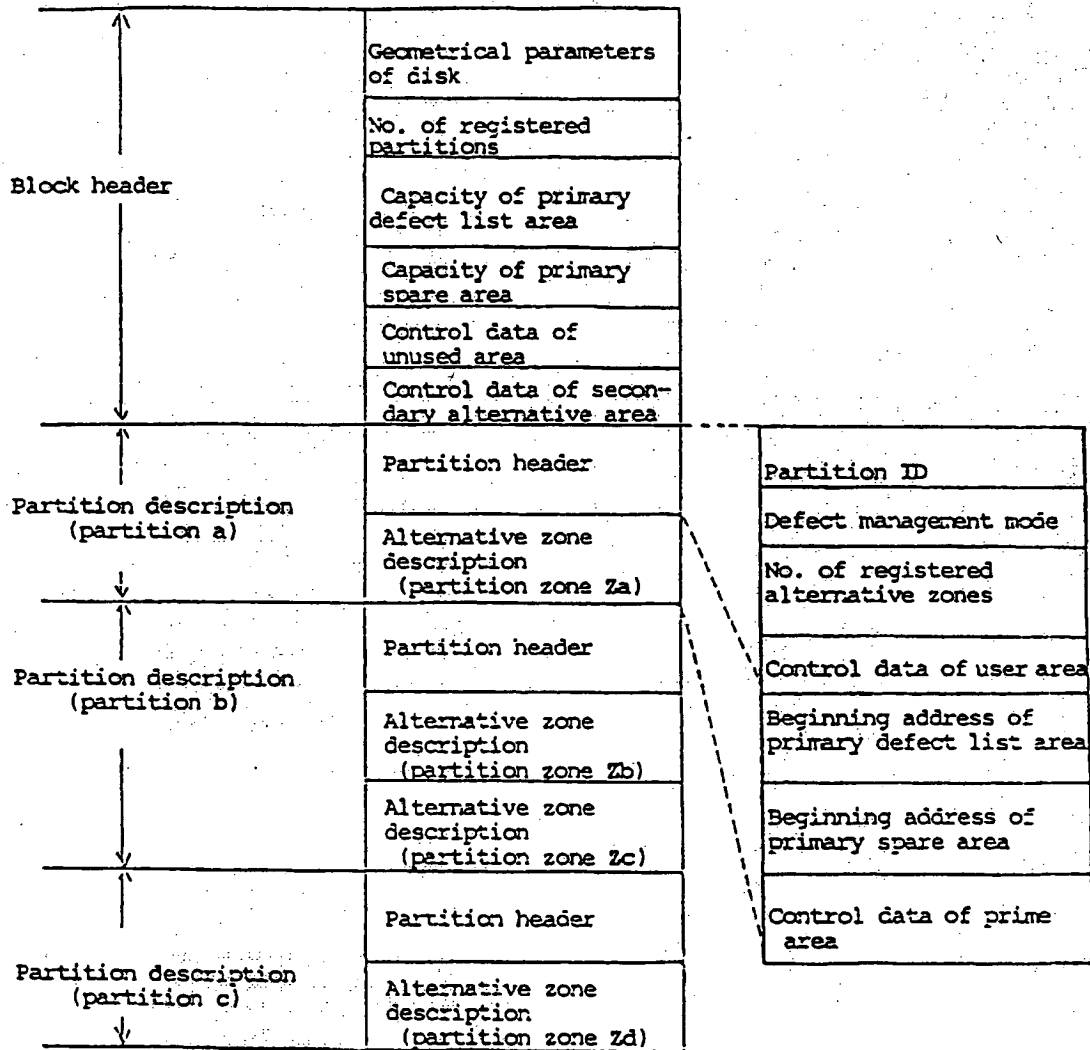 Geometrical parameters
of disk
No. of registered
partitions
Block header
Capacity of primary
defect list area
Capacity of primary
spare area
Control data of
unused area
Control data of secon-
dary alternative area
Partition description
(partition a)
Partition header
Alternative zone
description
(partition zone Za)
Partition description
(partition b)
Partition header
Alternative zone
description
(partition zone Zb)
Alternative zone
description
(partition zone Zc)
Partition description
(partition c)
Partition header
Alternative zone
description
(partition zone Zd)
Partition ID
Defect management mode
No. of registered
alternative zones
Control data of user area
Beginning address of
primary defect list area
Beginning address of
primary spare area
Control data of prime
area